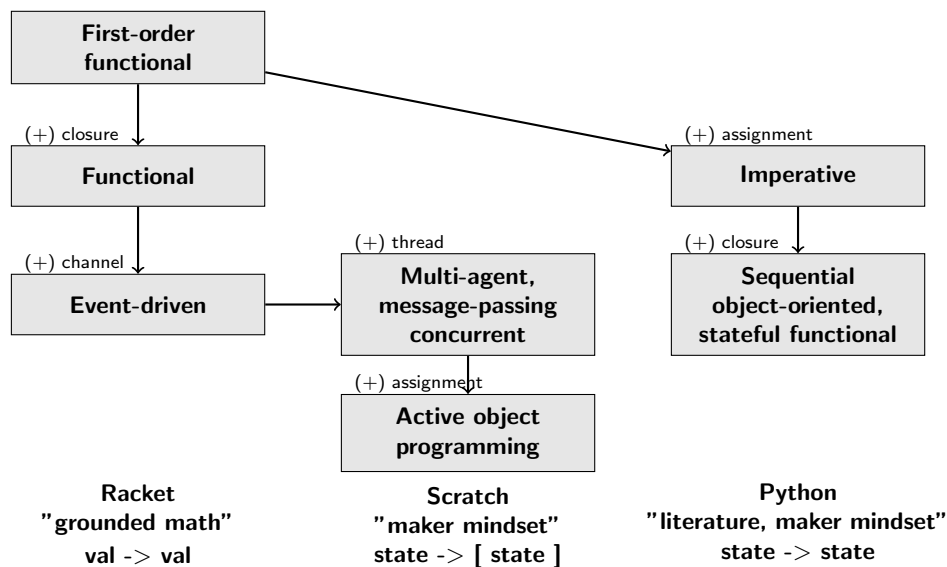 First-order
functional
(+) closure
(+) assignment
Functional
Imperative
(+) channel
(+) thread
(+) closure
Event-driven
Multi-agent,
message-passing
concurrent
Sequential
object-oriented,
stateful functional
(+) assignment
Active object
programming
Racket
"grounded math"
val -> val
Scratch
"maker mindset"
state -> [ state ]
Python
"literature, maker mindset"
state -> state